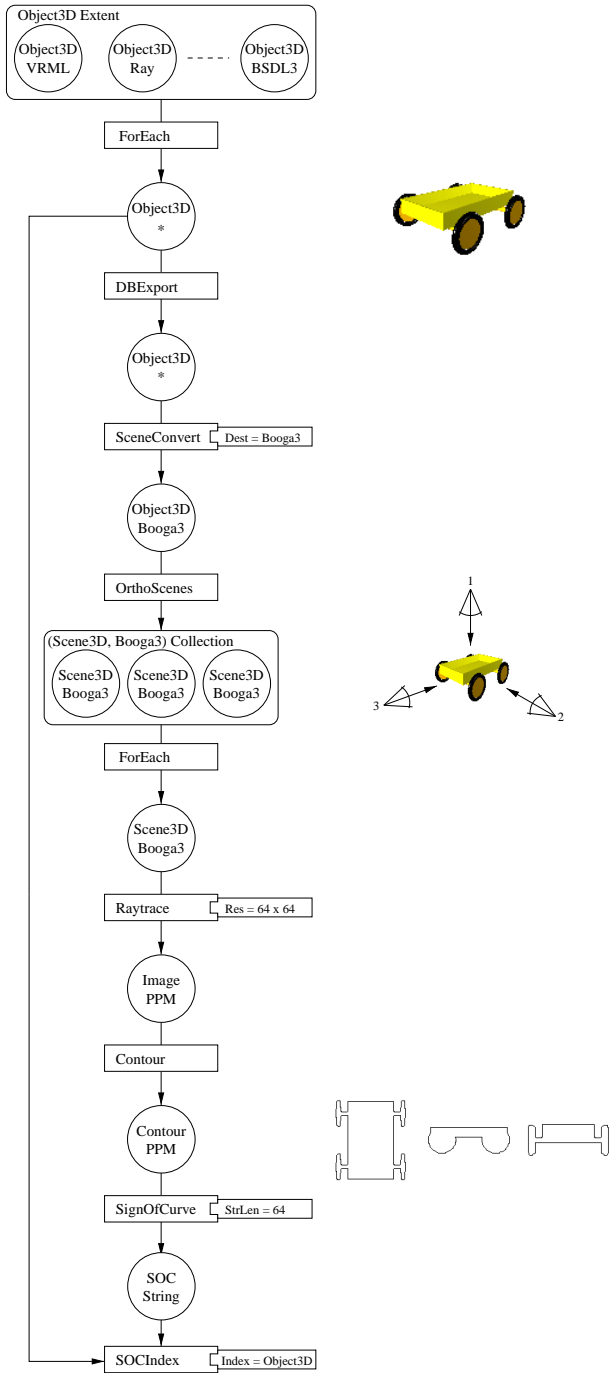 Object3D Extent
Object3D
VRML
Object3D
Ray
Object3D
BSDL3
ForEach
Object3D
*
DBExport
Object3D
*
SceneConvert
Dest = Booga3
Object3D
Booga3
OrthoScenes
1
(Scene3D, Booga3) Collection
Scene3D
Booga3
Scene3D
Booga3
Scene3D
Booga3
3
2
ForEach
Scene3D
Booga3
Raytrace
Res = 64 x 64
Image
PPM
Contour
Contour
PPM
SignOfCurve
StrLen = 64
SOC
String
SOCIndex
Index = Object3D